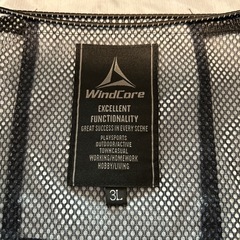 WindCore
EXCELLENT
FUNCTIONALITY
GREAT SUCCESS IN EVERY SCENE
PLAYSPORTS
OUTDOOR/ACTIVE
TOWNCASUAL
WORKING/HOMEWORK
HOBBY/LIVING
3L